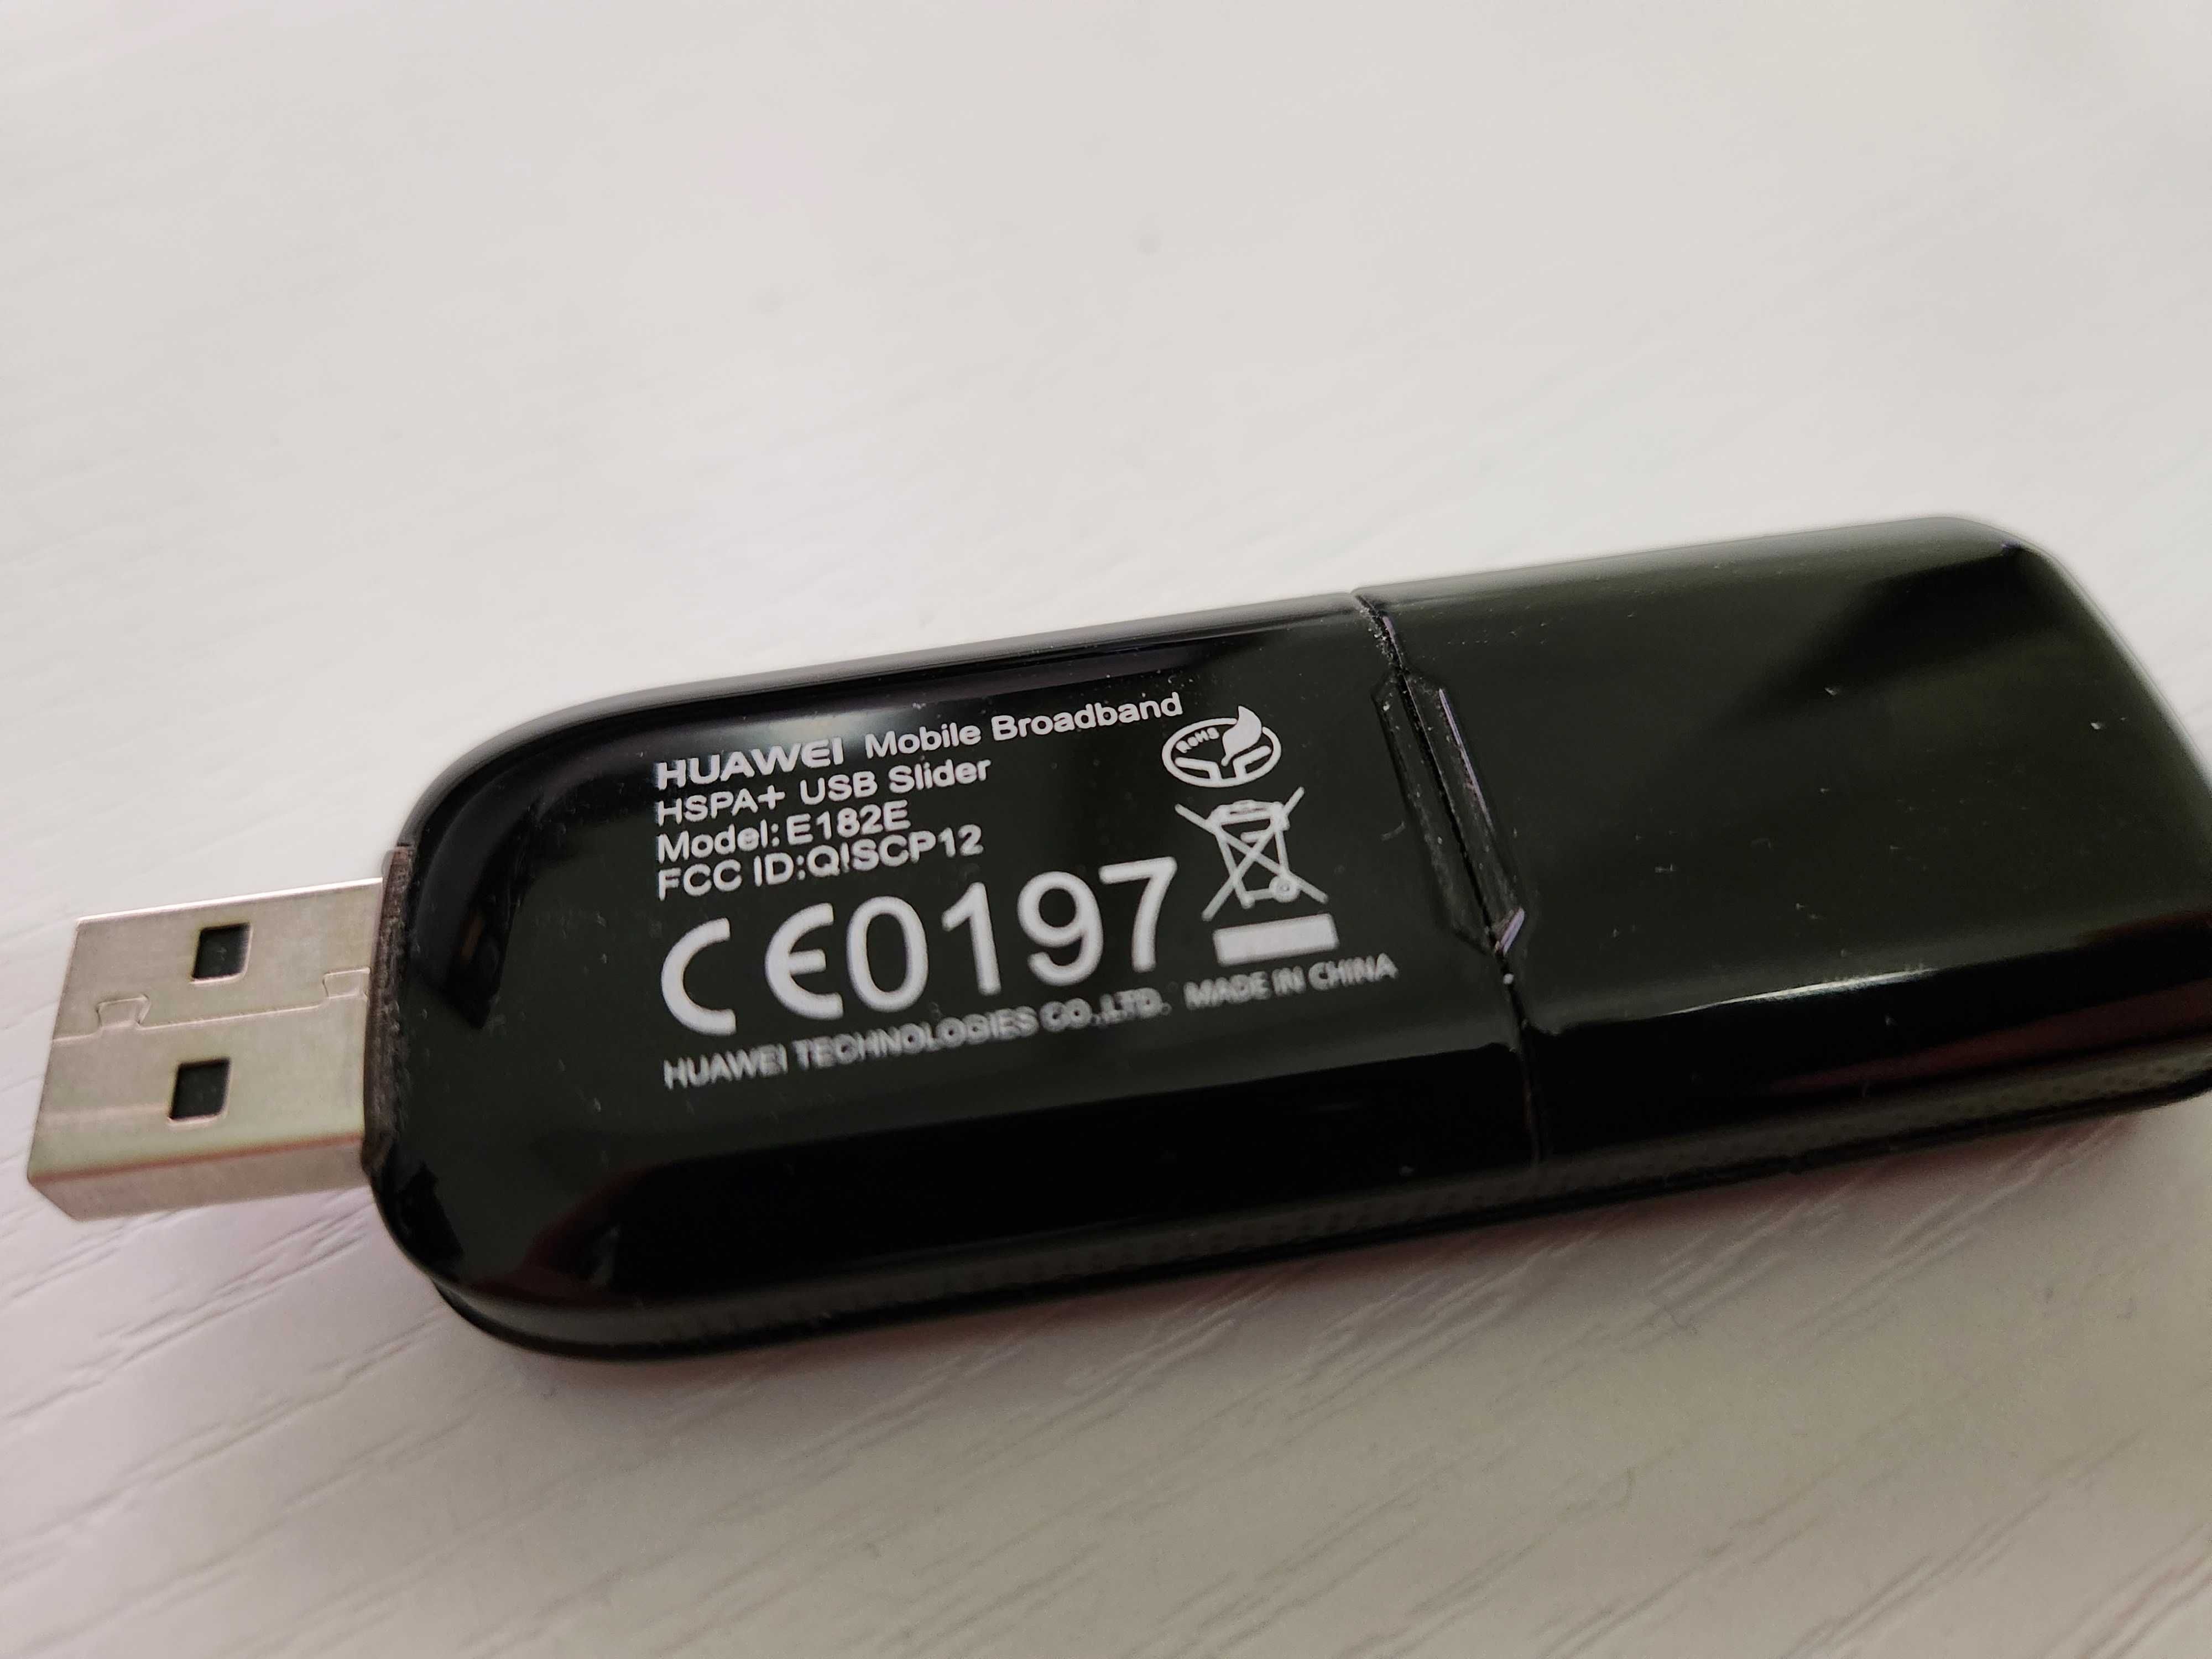 HUAWEI Mobile Broadband
HSPA+ USB Slider
Model:E182E
FCC ID:QISCP12
RoHS
CE0197
HUAWEI TECHNOLOGIES CO.,LTD. MADE IN CHINA